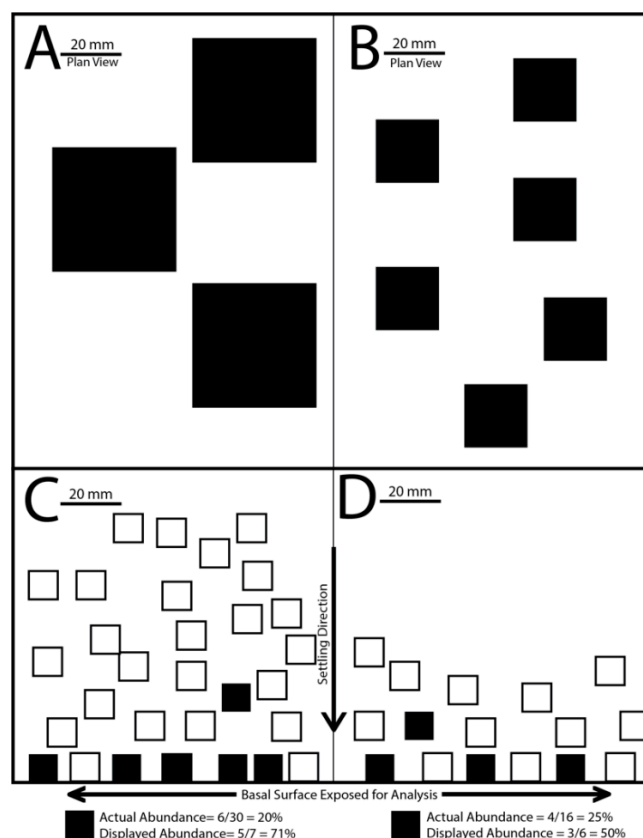 A
20 mm
Plan View
B
20 mm
Plan View
C
20 mm
D
20 mm
Settling Direction
Basal Surface Exposed for Analysis
Actual Abundance= 6/30 = 20%
Displayed Abundance= 5/7 = 71%
Actual Abundance = 4/16 = 25%
Displayed Abundance = 3/6 = 50%